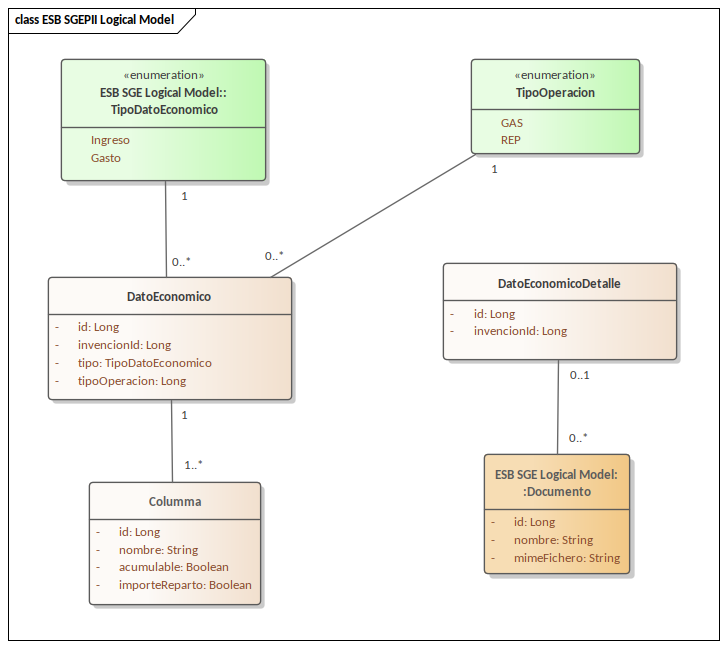 class ESB SGEPII Logical Model
«enumeration»
ESB SGE Logical Model::
TipoDatoEconomico
Ingreso
Gasto
«enumeration»
TipoOperacion
GAS
REP
1
1
0..*
0..*
DatoEconomico
- id: Long
- invencionId: Long
- tipo: TipoDatoEconomico
- tipoOperacion: Long
DatoEconomicoDetalle
- id: Long
- invencionId: Long
1
0..1
1..*
0..*
Columma
- id: Long
- nombre: String
- acumulable: Boolean
- importeReparto: Boolean
ESB SGE Logical Model:
:Documento
- id: Long
- nombre: String
- mimeFichero: String